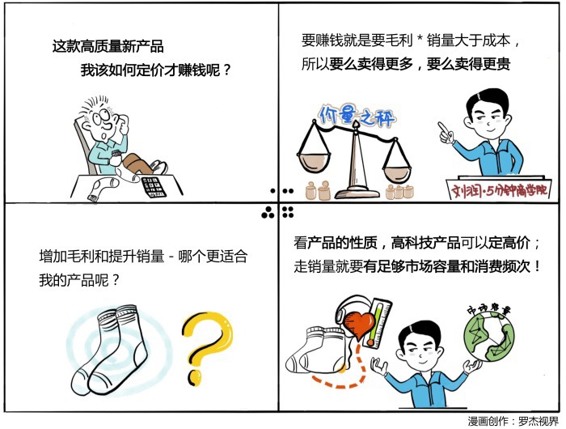 这款高质量新产品
我该如何定价才赚钱呢？
要赚钱就是要毛利*销量大于成本，
所以要么卖得更多，要么卖得更贵
价量之秤
刘润·5分钟商学院
增加毛利和提升销量-哪个更适合
我的产品呢？
看产品的性质，高科技产品可以定高价；
走销量就要有足够市场容量和消费频次！
市场容量
漫画创作：罗杰视界